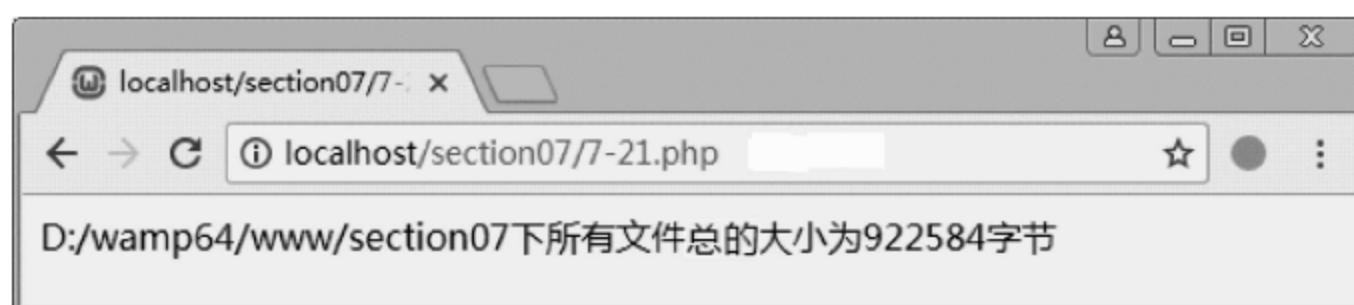 localhost/section07/7-
localhost/section07/7-21.php
D:/wamp64/www/section07下所有文件总的大小为922584字节